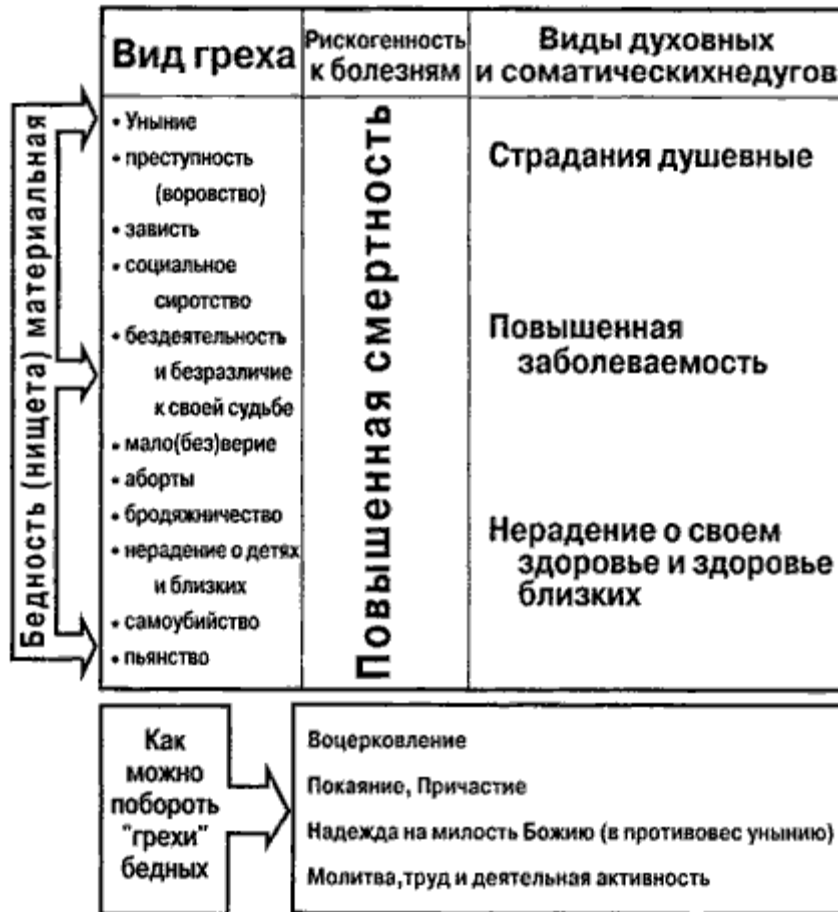 Бедность (нищета) материальная
Вид греха
Рискогенность
к болезням
Виды духовных
и соматическихнедугов
• Уныние
• преступность
(воровство)
• зависть
• социальное
сиротство
• бездеятельность
и безразличие
к своей судьбе
• мало(без)верие
• аборты
• бродяжничество
• нерадение о детях
и близких
• самоубийство
• пьянство
Повышенная смертность
Страдания душевные
Повышенная
заболеваемость
Нерадение о своем
здоровье и здоровье
близких
Как
можно
побороть
"грехи"
бедных
Воцерковление
Покаяние, Причастие
Надежда на милость Божию (в противовес унынию)
Молитва,труд и деятельная активность